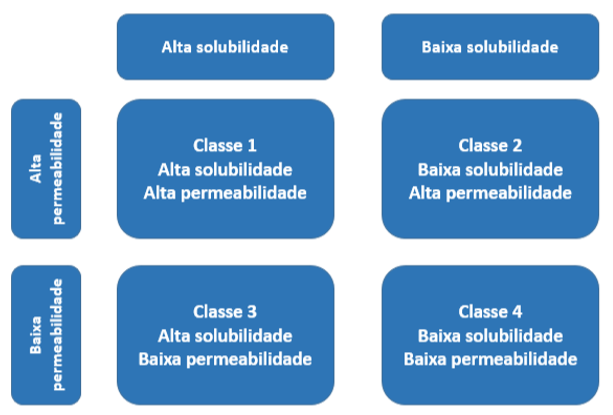 Alta solubilidade
Baixa solubilidade
Alta
permeabilidade
Classe 1
Alta solubilidade
Alta permeabilidade
Classe 2
Baixa solubilidade
Alta permeabilidade
Baixa
permeabilidade
Classe 3
Alta solubilidade
Baixa permeabilidade
Classe 4
Baixa solubilidade
Baixa permeabilidade